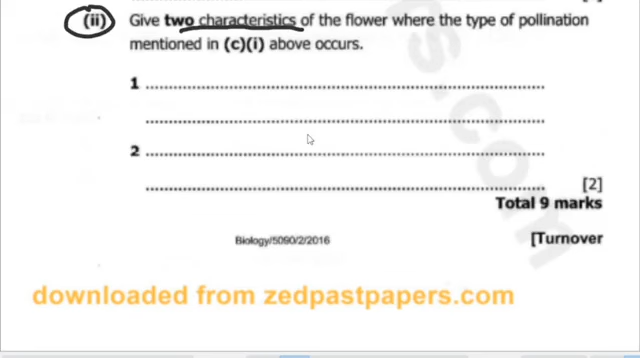 (ii) Give two characteristics of the flower where the type of pollination
mentioned in (c)(i) above occurs.
1 ....................................................................................
....................................................................................
2 ....................................................................................
.................................................................................... [2]
Total 9 marks
Biology/5090/2/2016 [Turnover
downloaded from zedpastpapers.com